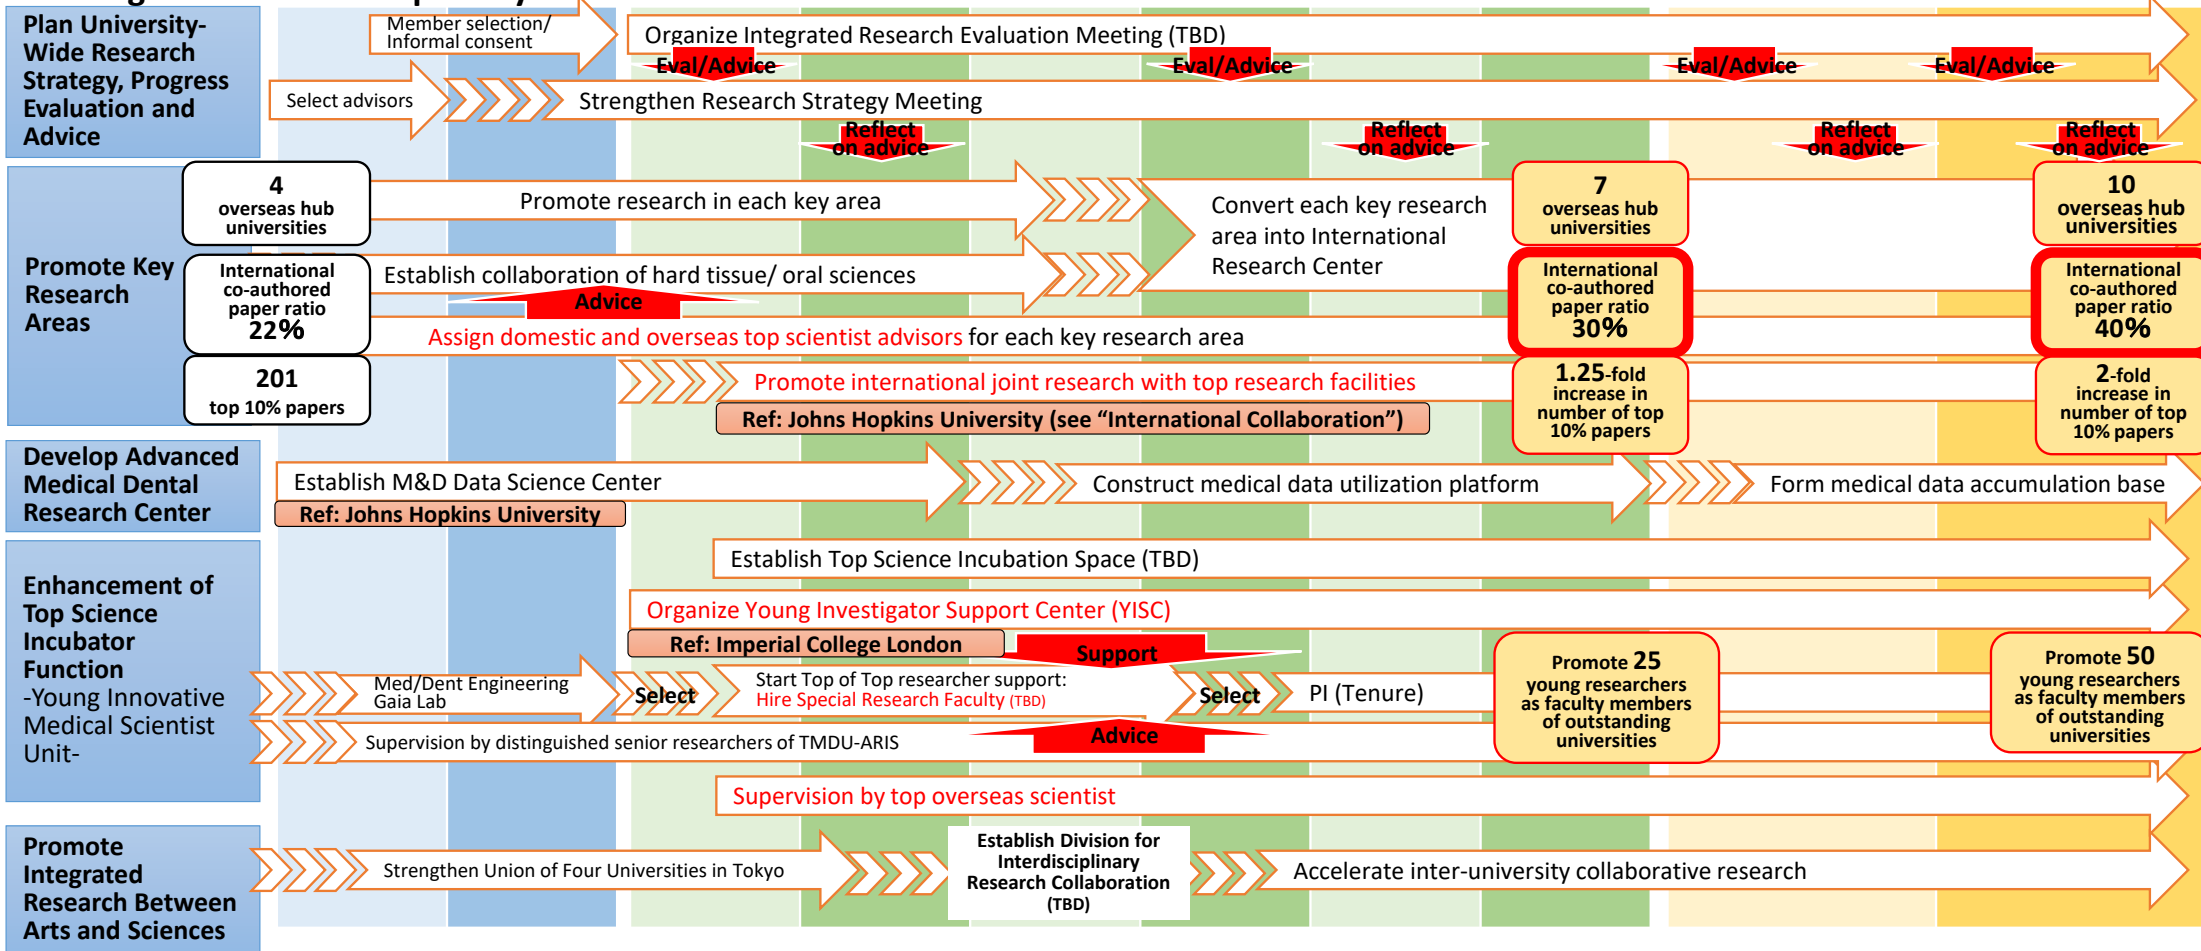 Plan University-
Wide Research
Strategy, Progress
Evaluation and
Advice
Member selection/
Informal consent
Organize Integrated Research Evaluation Meeting (TBD)
Eval/Advice
Eval/Advice
Eval/Advice
Eval/Advice
Select advisors
Strengthen Research Strategy Meeting
Reflect
on advice
Reflect
on advice
Reflect
on advice
Reflect
on advice
Promote Key
Research
Areas
4
overseas hub
universities
International
co-authored
paper ratio
22%
201
top 10% papers
Promote research in each key area
Establish collaboration of hard tissue/ oral sciences
Advice
Convert each key research
area into International
Research Center
Assign domestic and overseas top scientist advisors for each key research area
Promote international joint research with top research facilities
Ref: Johns Hopkins University (see “International Collaboration”)
7
overseas hub
universities
International
co-authored
paper ratio
30%
1.25-fold
increase in
number of top
10% papers
10
overseas hub
universities
International
co-authored
paper ratio
40%
2-fold
increase in
number of top
10% papers
Develop Advanced
Medical Dental
Research Center
Establish M&D Data Science Center
Ref: Johns Hopkins University
Construct medical data utilization platform
Form medical data accumulation base
Enhancement of
Top Science
Incubator
Function
-Young Innovative
Medical Scientist
Unit-
Establish Top Science Incubation Space (TBD)
Organize Young Investigator Support Center (YISC)
Ref: Imperial College London
Support
Med/Dent Engineering
Gaia Lab
Select
Start Top of Top researcher support:
Hire Special Research Faculty (TBD)
Select
PI (Tenure)
Supervision by distinguished senior researchers of TMDU-ARIS
Advice
Promote 25
young researchers
as faculty members
of outstanding
universities
Promote 50
young researchers
as faculty members
of outstanding
universities
Supervision by top overseas scientist
Promote
Integrated
Research Between
Arts and Sciences
Strengthen Union of Four Universities in Tokyo
Establish Division for
Interdisciplinary
Research Collaboration
(TBD)
Accelerate inter-university collaborative research